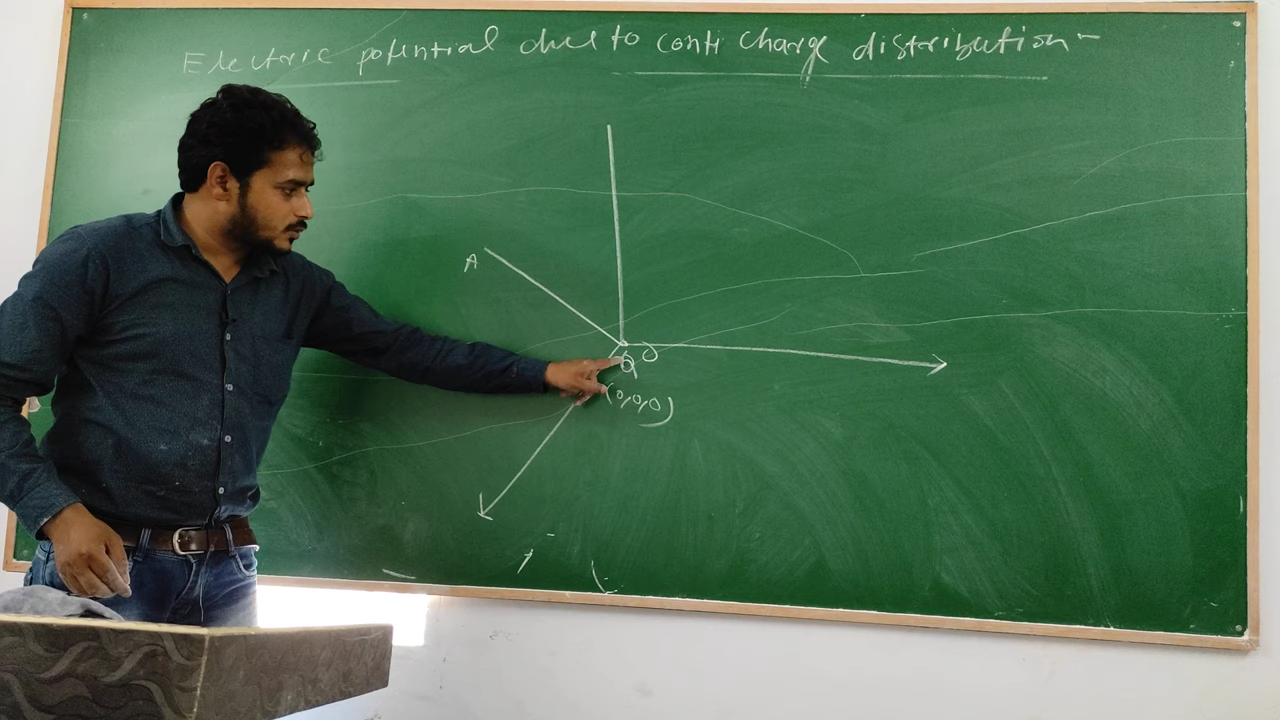 Electric potential due to conti charge distribution-
A
O
Q
(0,0,0)